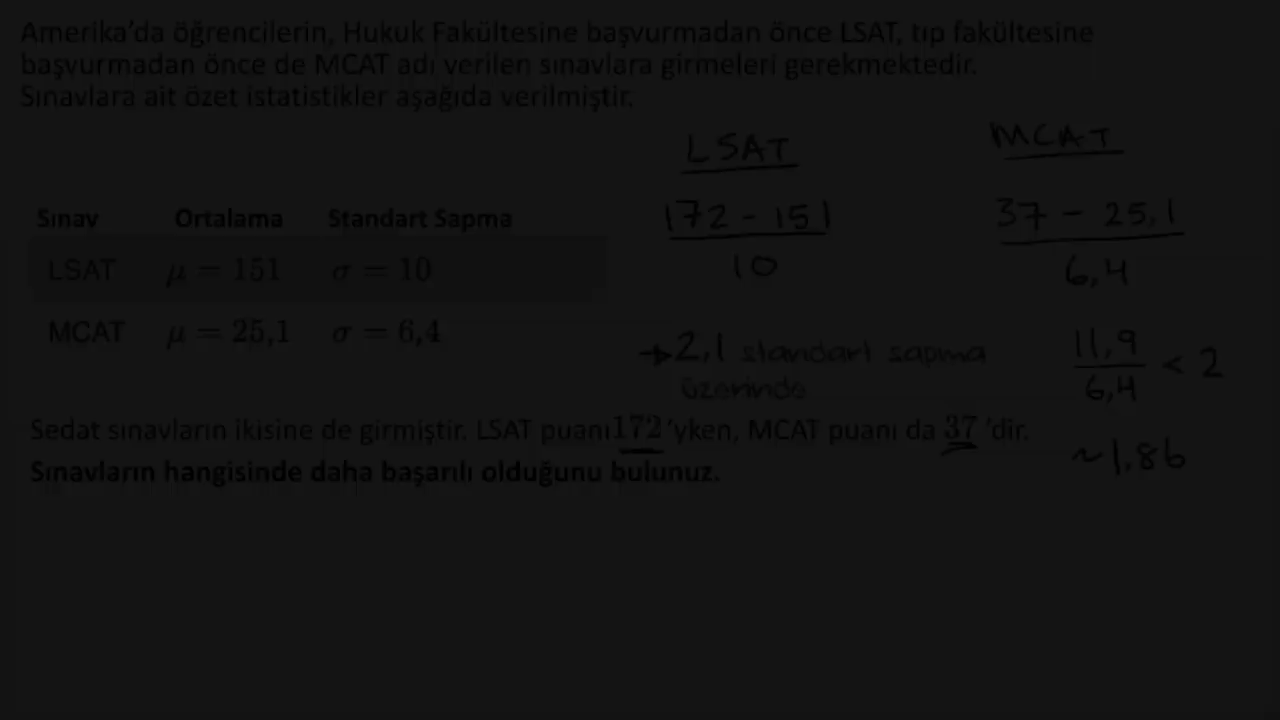 Amerika'da öğrencilerin, Hukuk Fakültesine başvurmadan önce LSAT, tıp fakültesine
başvurmadan önce de MCAT adı verilen sınavlara girmeleri gerekmektedir.
Sınavlara ait özet istatistikler aşağıda verilmiştir.
Sınav Ortalama Standart Sapma
LSAT μ = 151 σ = 10
MCAT μ = 25,1 σ = 6,4
LSAT
172 - 151
10
→ 2,1 standart sapma
üzerinde
MCAT
37 - 25,1
6,4
11,9
6,4
< 2
~1,86
Sedat sınavların ikisine de girmiştir. LSAT puanı 172 'yken, MCAT puanı da 37 'dir.
Sınavların hangisinde daha başarılı olduğunu bulunuz.